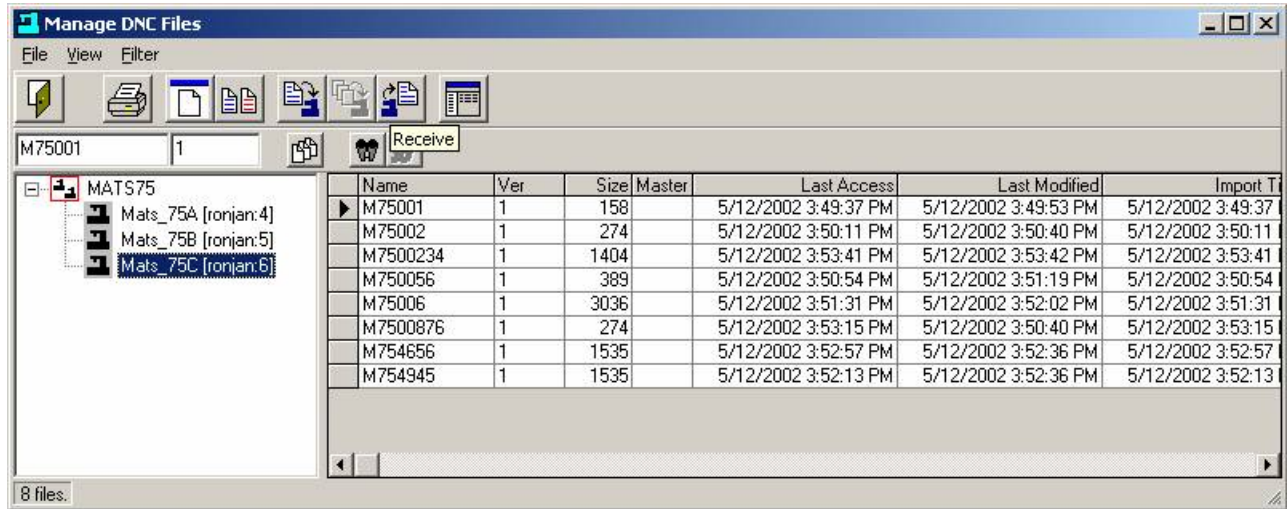 Manage DNC Files
File View Filter
Receive
M75001 1
MATS75
Mats_75A [ronjan:4]
Mats_75B [ronjan:5]
Mats_75C [ronjan:6]
Name Ver Size Master Last Access Last Modified Import Ti
M75001 1 158 5/12/2002 3:49:37 PM 5/12/2002 3:49:53 PM 5/12/2002 3:49:37
M75002 1 274 5/12/2002 3:50:11 PM 5/12/2002 3:50:40 PM 5/12/2002 3:50:11
M7500234 1 1404 5/12/2002 3:53:41 PM 5/12/2002 3:53:42 PM 5/12/2002 3:53:41
M750056 1 389 5/12/2002 3:50:54 PM 5/12/2002 3:51:19 PM 5/12/2002 3:50:54
M75006 1 3036 5/12/2002 3:51:31 PM 5/12/2002 3:52:02 PM 5/12/2002 3:51:31
M7500876 1 274 5/12/2002 3:53:15 PM 5/12/2002 3:50:40 PM 5/12/2002 3:53:15
M754656 1 1535 5/12/2002 3:52:57 PM 5/12/2002 3:52:36 PM 5/12/2002 3:52:57
M754945 1 1535 5/12/2002 3:52:13 PM 5/12/2002 3:52:36 PM 5/12/2002 3:52:13
8 files.